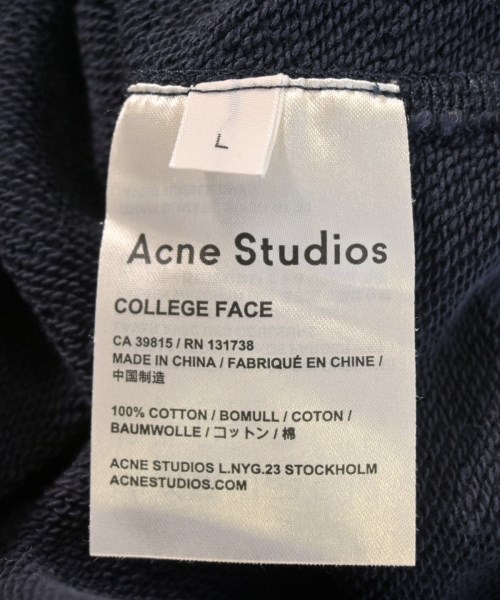 L
Acne Studios
COLLEGE FACE
CA 39815 / RN 131738
MADE IN CHINA / FABRIQUÉ EN CHINE /
中国制造
100% COTTON / BOMULL / COTON /
BAUMWOLLE / コットン / 棉
ACNE STUDIOS L.NYG.23 STOCKHOLM
ACNESTUDIOS.COM